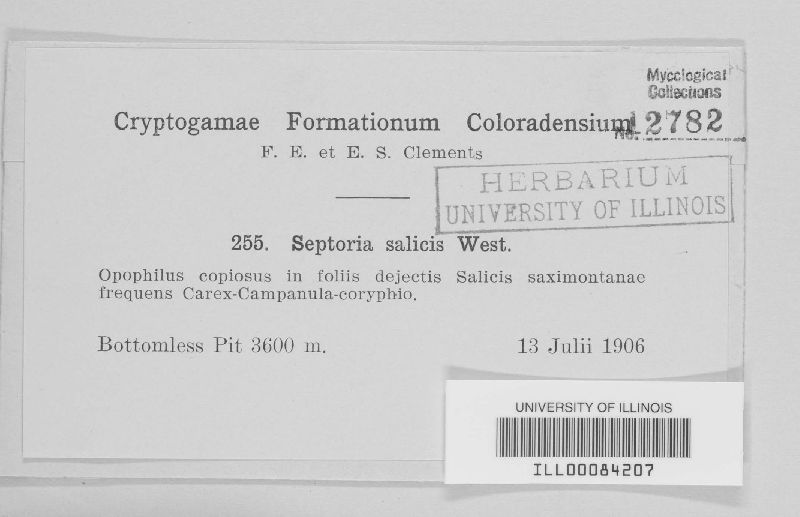 Mycological
Collections
Cryptogamae Formationum Coloradensium
No. 12782
F. E. et E. S. Clements
HERBARIUM
UNIVERSITY OF ILLINOIS
255. Septoria salicis West.
Opophilus copiosus in foliis dejectis Salicis saximontanae
frequens Carex-Campanula-coryphio.
Bottomless Pit 3600 m. 13 Julii 1906
UNIVERSITY OF ILLINOIS
ILL00084207